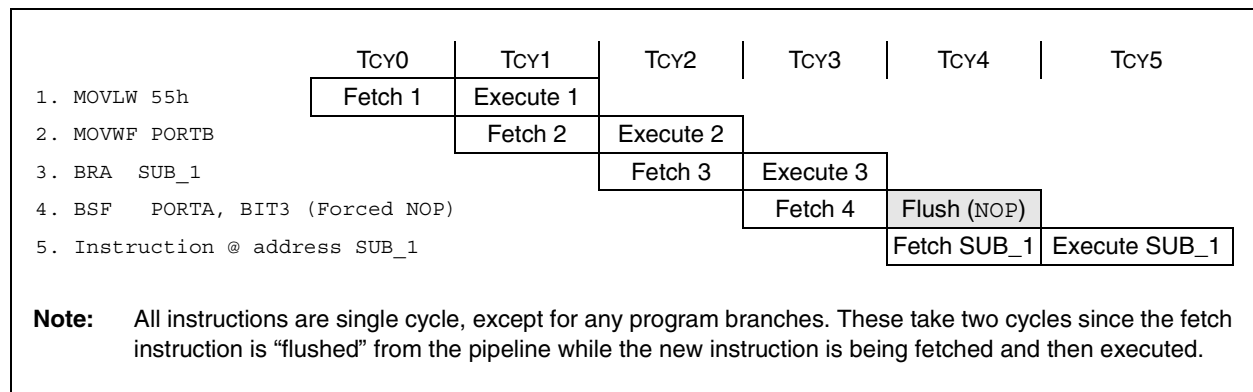 TCY0 TCY1 TCY2 TCY3 TCY4 TCY5
1. MOVLW 55h Fetch 1 Execute 1
2. MOVWF PORTB Fetch 2 Execute 2
3. BRA SUB_1 Fetch 3 Execute 3
4. BSF PORTA, BIT3 (Forced NOP) Fetch 4 Flush (NOP)
5. Instruction @ address SUB_1 Fetch SUB_1 Execute SUB_1
Note: All instructions are single cycle, except for any program branches. These take two cycles since the fetch
instruction is “flushed” from the pipeline while the new instruction is being fetched and then executed.